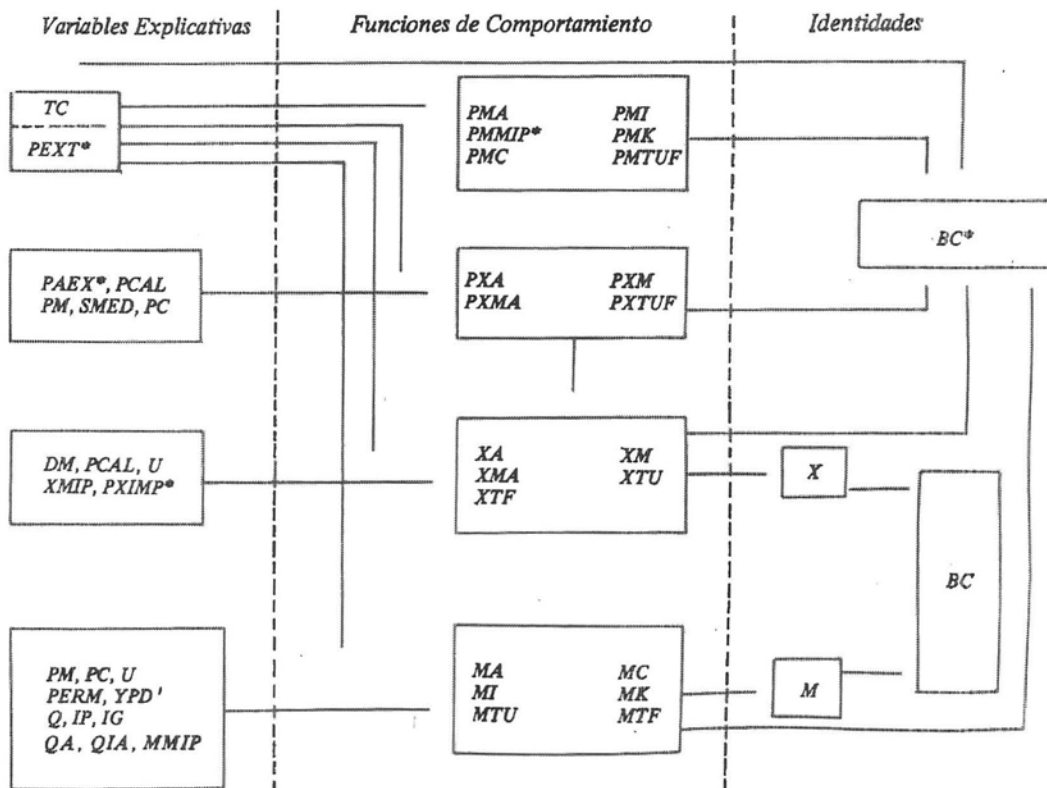 Variables Explicativas Funciones de Comportamiento Identidades
TC
PEXT*
PMA PMI
PMMIP* PMK
PMC PMTUF
BC*
PAEX*, PCAL
PM, SMED, PC
PXA PXM
PXMA PXTUF
DM, PCAL, U
XMIP, PXIMP*
XA XM
XMA XTU
XTF
X
BC
PM, PC, U
PERM, YPD'
Q, IP, IG
QA, QIA, MMIP
MA MC
MI MK
MTU MTF
M